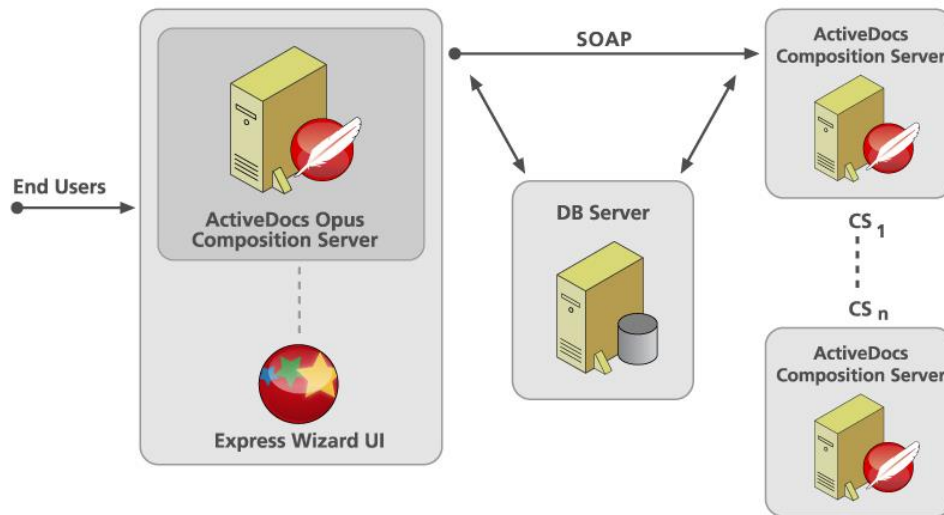 End Users
ActiveDocs Opus
Composition Server
Express Wizard UI
SOAP
DB Server
ActiveDocs
Composition Server
CS 1
CS n
ActiveDocs
Composition Server